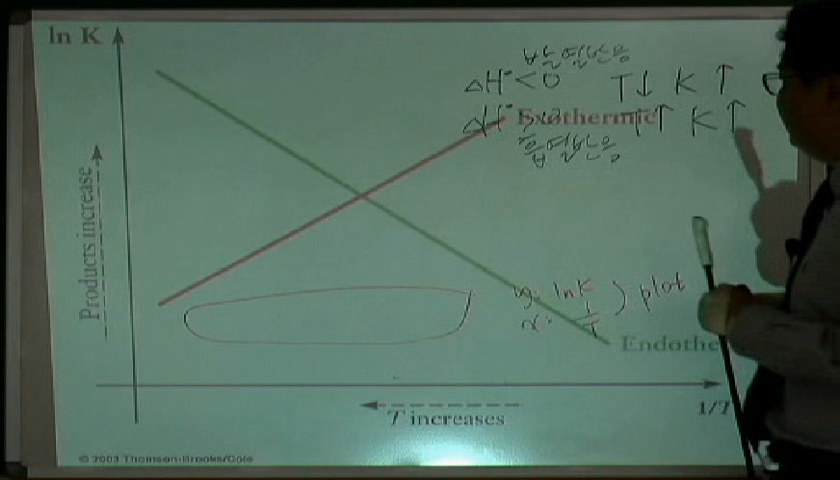 ln K
발열반응
ΔH° < 0 T↓ K↑
ΔH° > 0 T↑ K↑
Exothermic
흡열반응
Products increase
y: lnK
x: 1/T ) plot
Endothe
1/T
T increases
© 2003 Thomson-Brooks/Cole